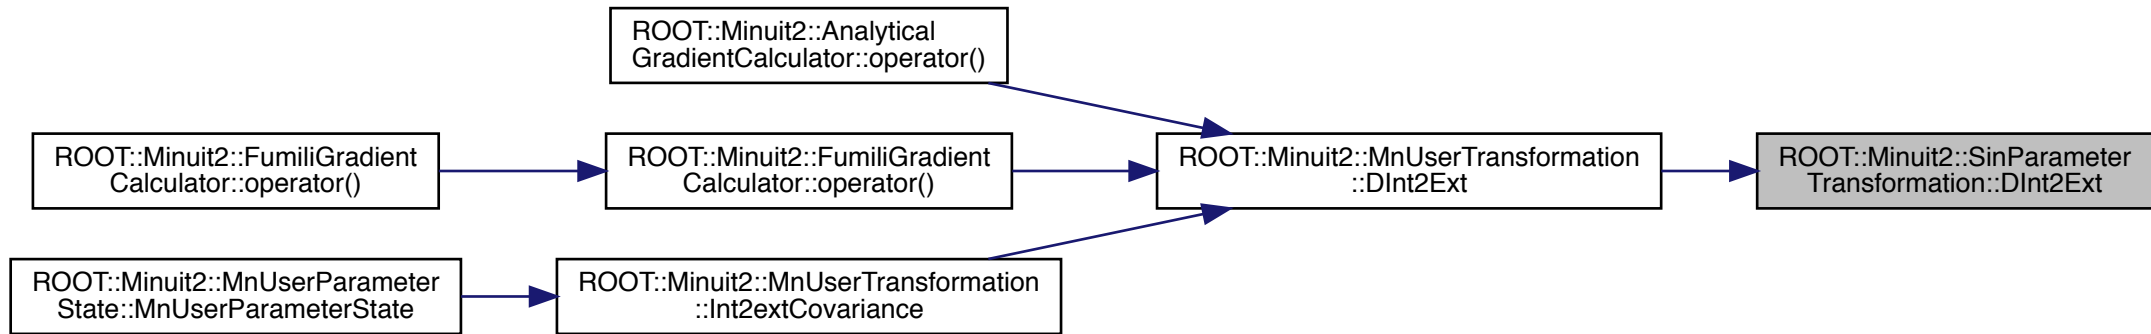 ROOT::Minuit2::Analytical
GradientCalculator::operator()
ROOT::Minuit2::FumiliGradient
Calculator::operator()
ROOT::Minuit2::FumiliGradient
Calculator::operator()
ROOT::Minuit2::MnUserTransformation
::DInt2Ext
ROOT::Minuit2::SinParameter
Transformation::DInt2Ext
ROOT::Minuit2::MnUserParameter
State::MnUserParameterState
ROOT::Minuit2::MnUserTransformation
::Int2extCovariance